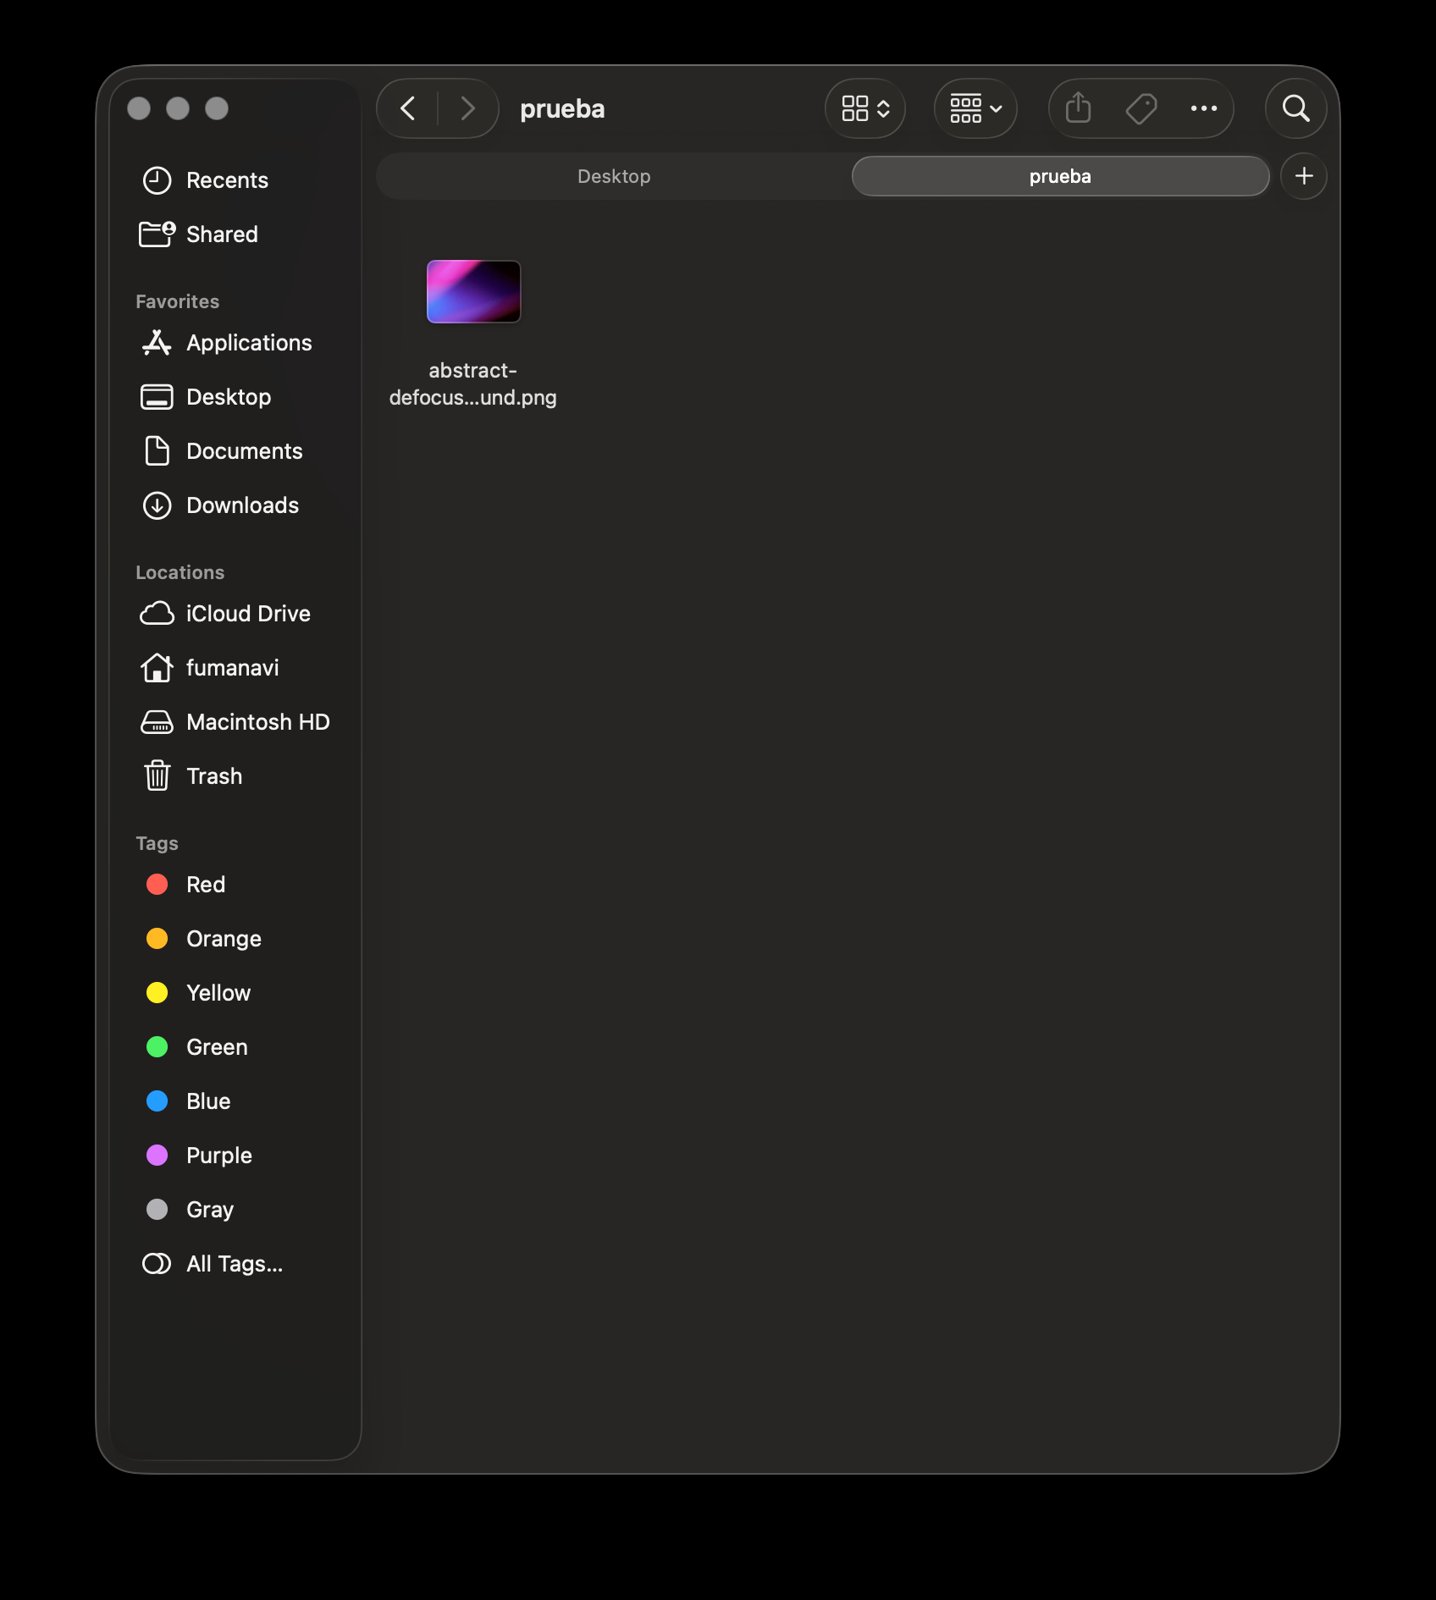 prueba
Desktop
prueba
Recents
Shared
Favorites
Applications
Desktop
Documents
Downloads
Locations
iCloud Drive
fumanavi
Macintosh HD
Trash
Tags
Red
Orange
Yellow
Green
Blue
Purple
Gray
All Tags...
abstract-
defocus...und.png